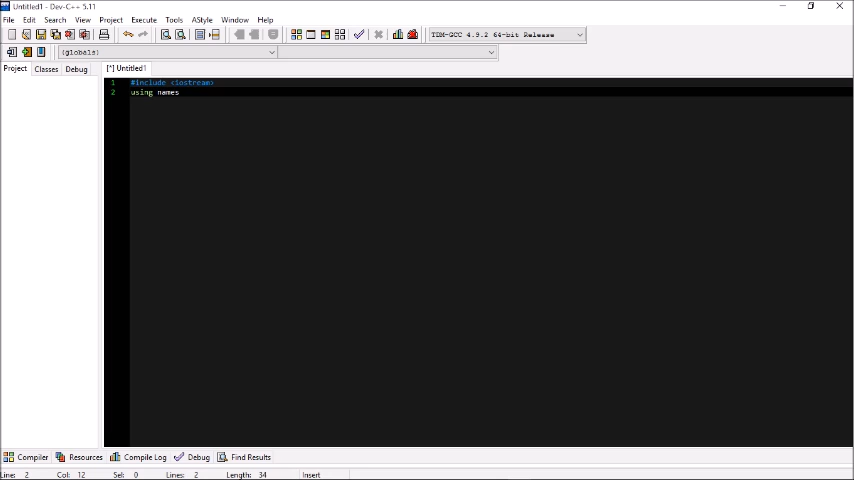 Untitled1 - Dev-C++ 5.11
File Edit Search View Project Execute Tools AStyle Window Help
TDM-GCC 4.9.2 64-bit Release
(globals)
Project Classes Debug [*] Untitled1
1 #include <iostream>
2 using names
Compiler Resources Compile Log Debug Find Results
Line: 2 Col: 12 Sel: 0 Lines: 2 Length: 34 Insert